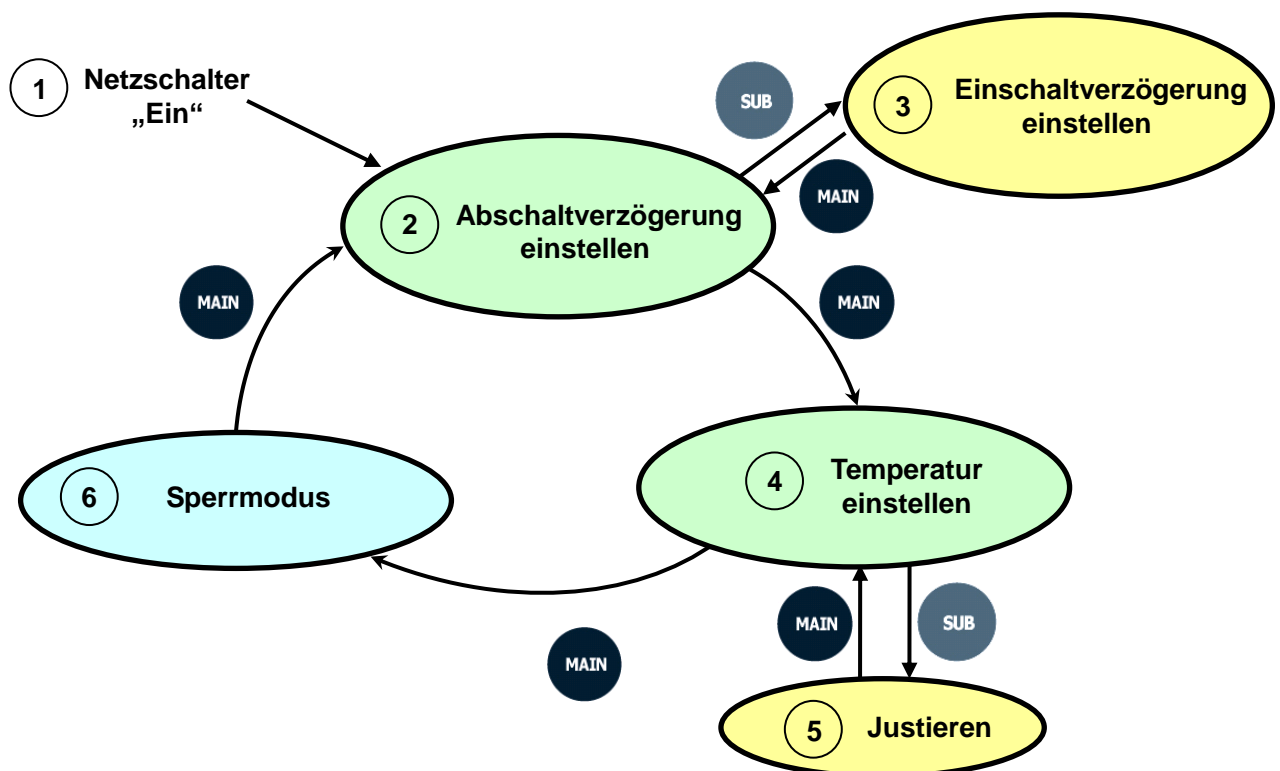 1
Netzschalter
„Ein“
SUB
3
Einschaltverzögerung
einstellen
MAIN
2
Abschaltverzögerung
einstellen
MAIN
MAIN
4
Temperatur
einstellen
6
Sperrmodus
MAIN
MAIN
SUB
5
Justieren